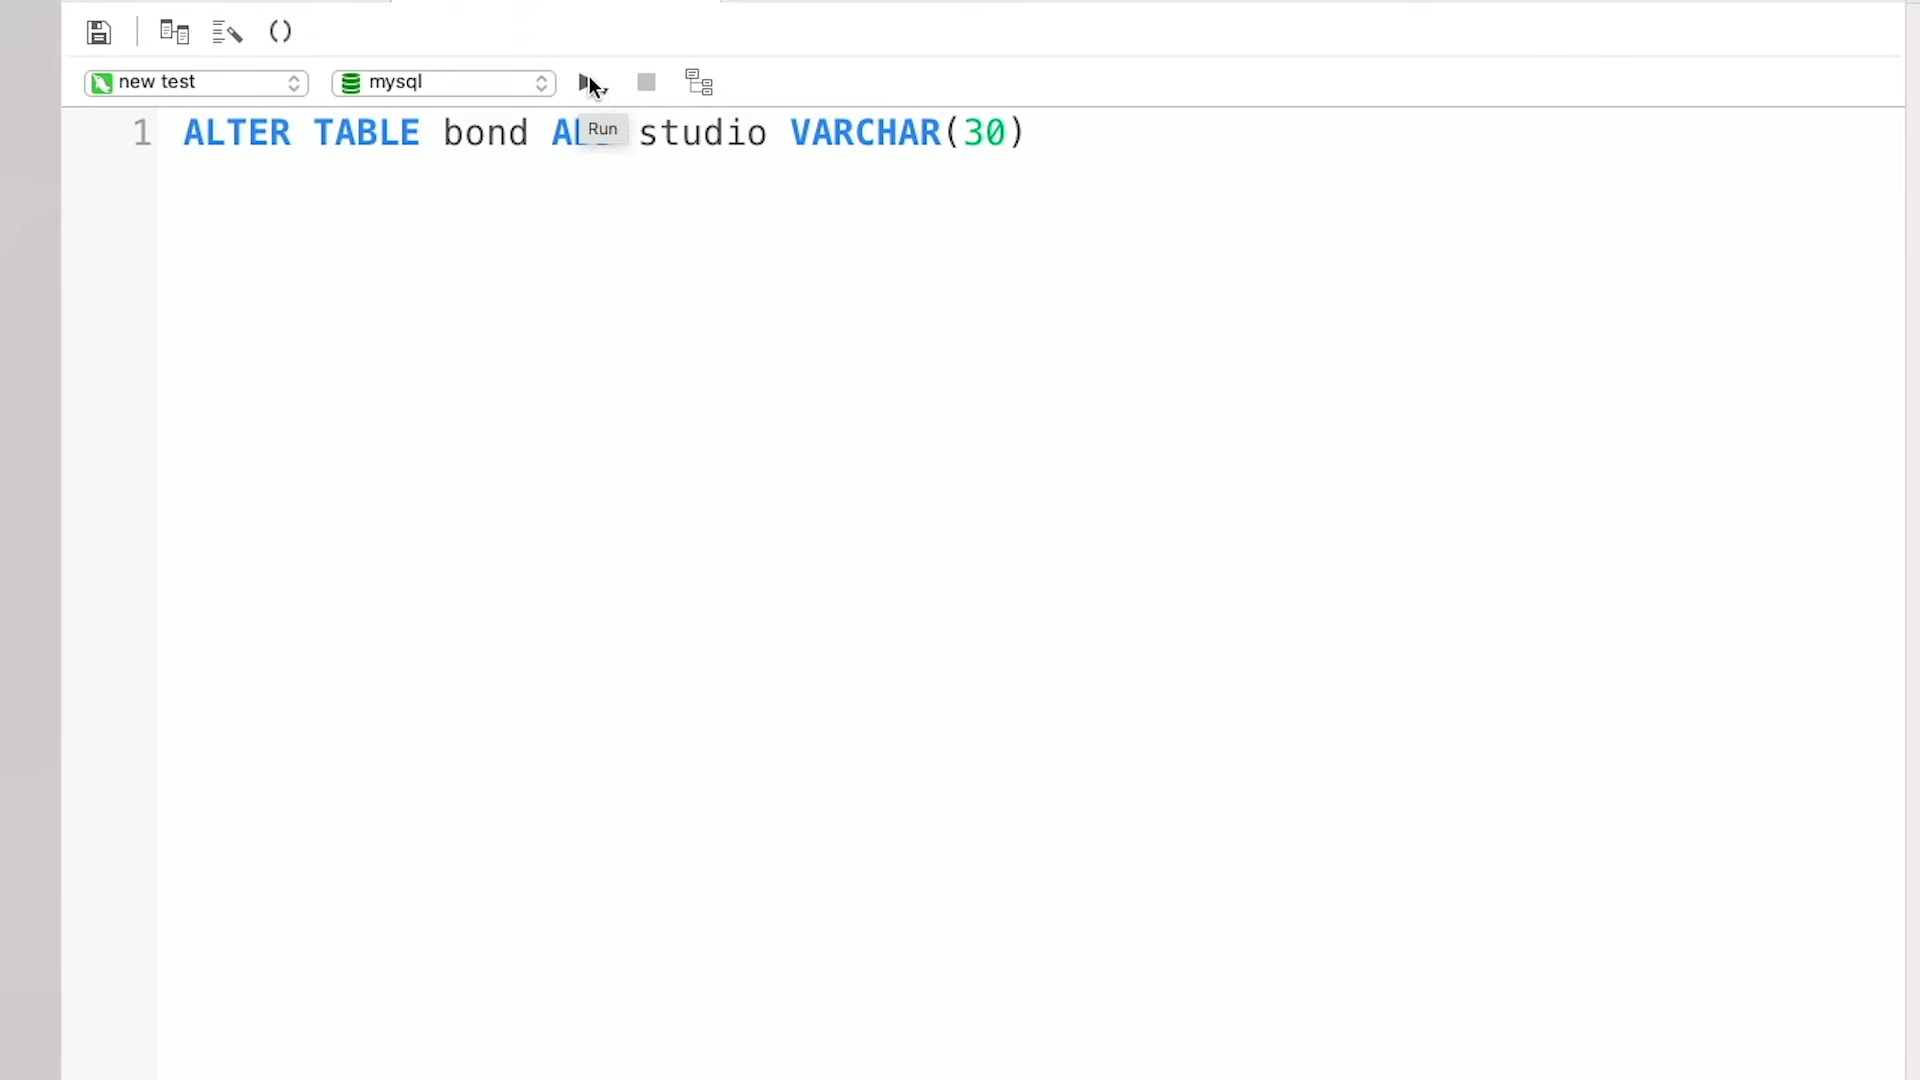 new test mysql
Run
1 ALTER TABLE bond studio VARCHAR(30)